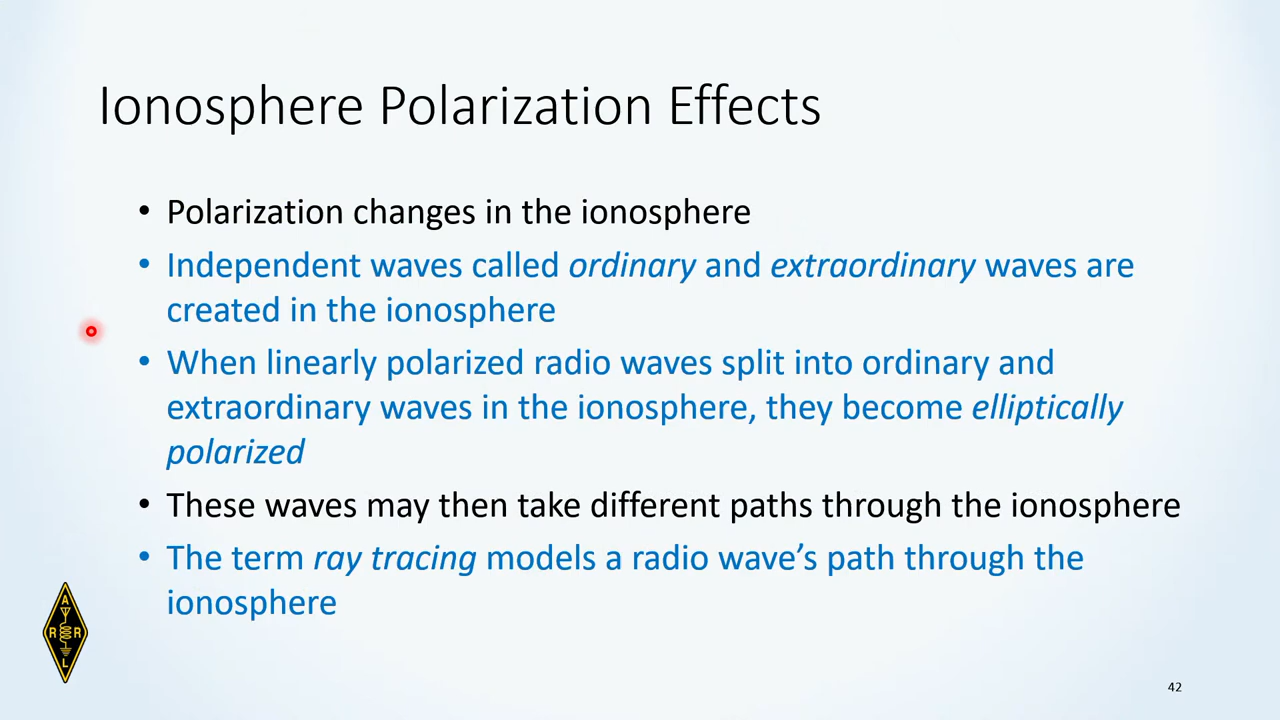 Ionosphere Polarization Effects
• Polarization changes in the ionosphere
• Independent waves called ordinary and extraordinary waves are
created in the ionosphere
• When linearly polarized radio waves split into ordinary and
extraordinary waves in the ionosphere, they become elliptically
polarized
• These waves may then take different paths through the ionosphere
• The term ray tracing models a radio wave’s path through the
ionosphere
A
R R
L
42